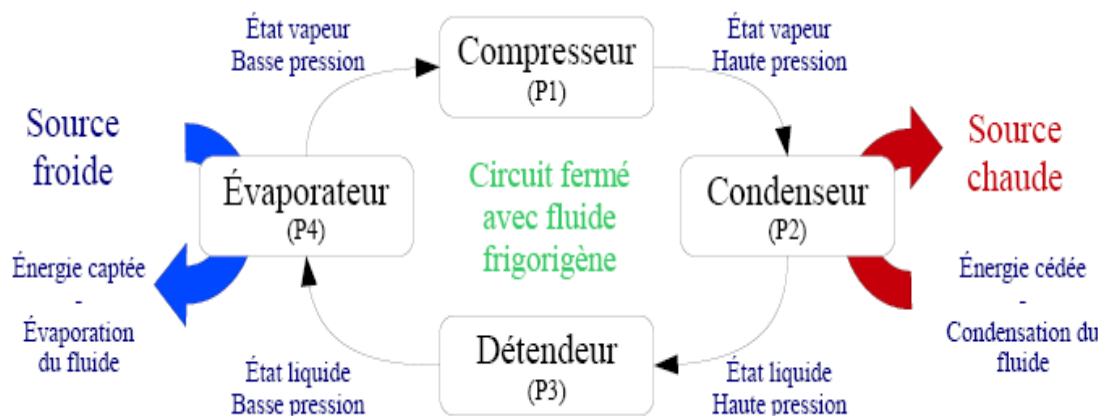 État vapeur
Basse pression
Compresseur
(P1)
État vapeur
Haute pression
Source
froide
Évaporateur
(P4)
Circuit fermé
avec fluide
frigorigène
Condenseur
(P2)
Source
chaude
Énergie captée
-
Évaporation
du fluide
Énergie cédée
-
Condensation du
fluide
État liquide
Basse pression
Détendeur
(P3)
État liquide
Haute pression